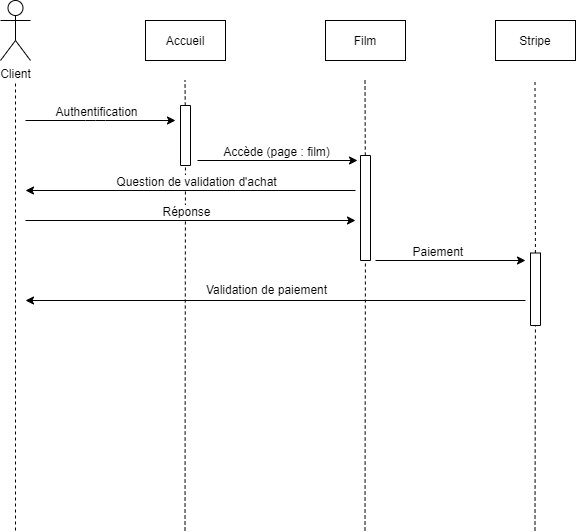 Accueil
Film
Stripe
Client
Authentification
Accède (page : film)
Question de validation d'achat
Réponse
Paiement
Validation de paiement